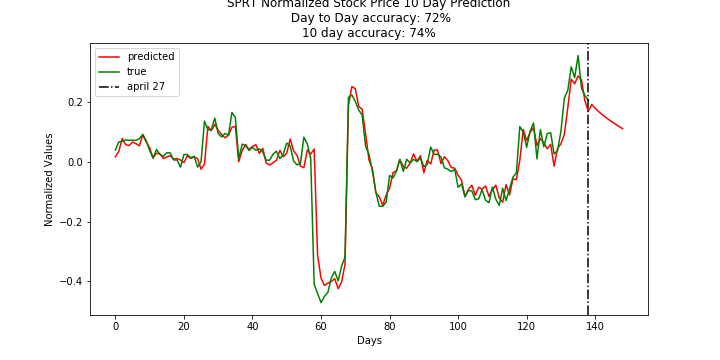 SPRT Normalized Stock Price 10 Day Prediction
Day to Day accuracy: 72%
10 day accuracy: 74%
predicted
true
april 27
Normalized Values
0.2
0.0
−0.2
−0.4
0 20 40 60 80 100 120 140
Days